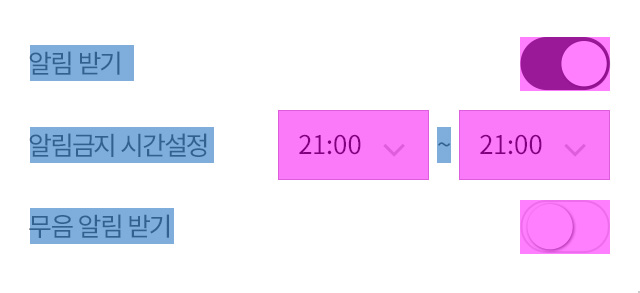 알림 받기
알림금지 시간설정 21:00 ~ 21:00
무음 알림 받기